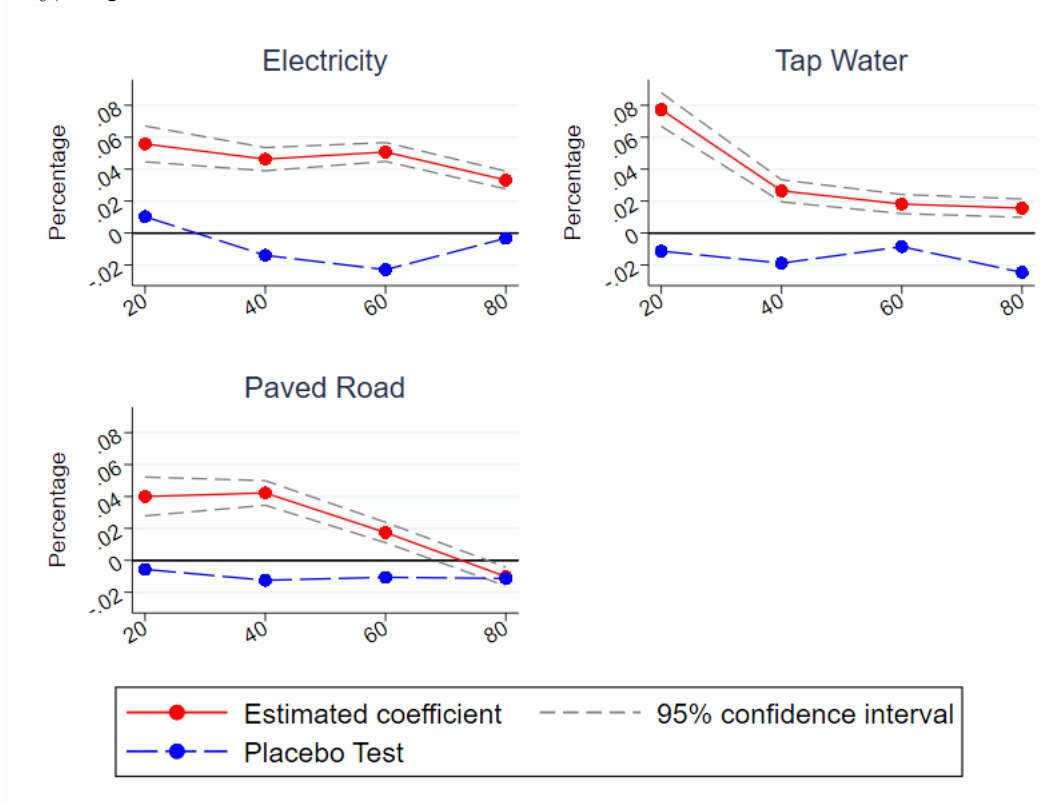 Electricity
Percentage
.08
.06
.04
.02
0
-.02
20 40 60 80
Tap Water
Percentage
.08
.06
.04
.02
0
-.02
20 40 60 80
Paved Road
Percentage
.08
.06
.04
.02
0
-.02
20 40 60 80
Estimated coefficient 95% confidence interval
Placebo Test